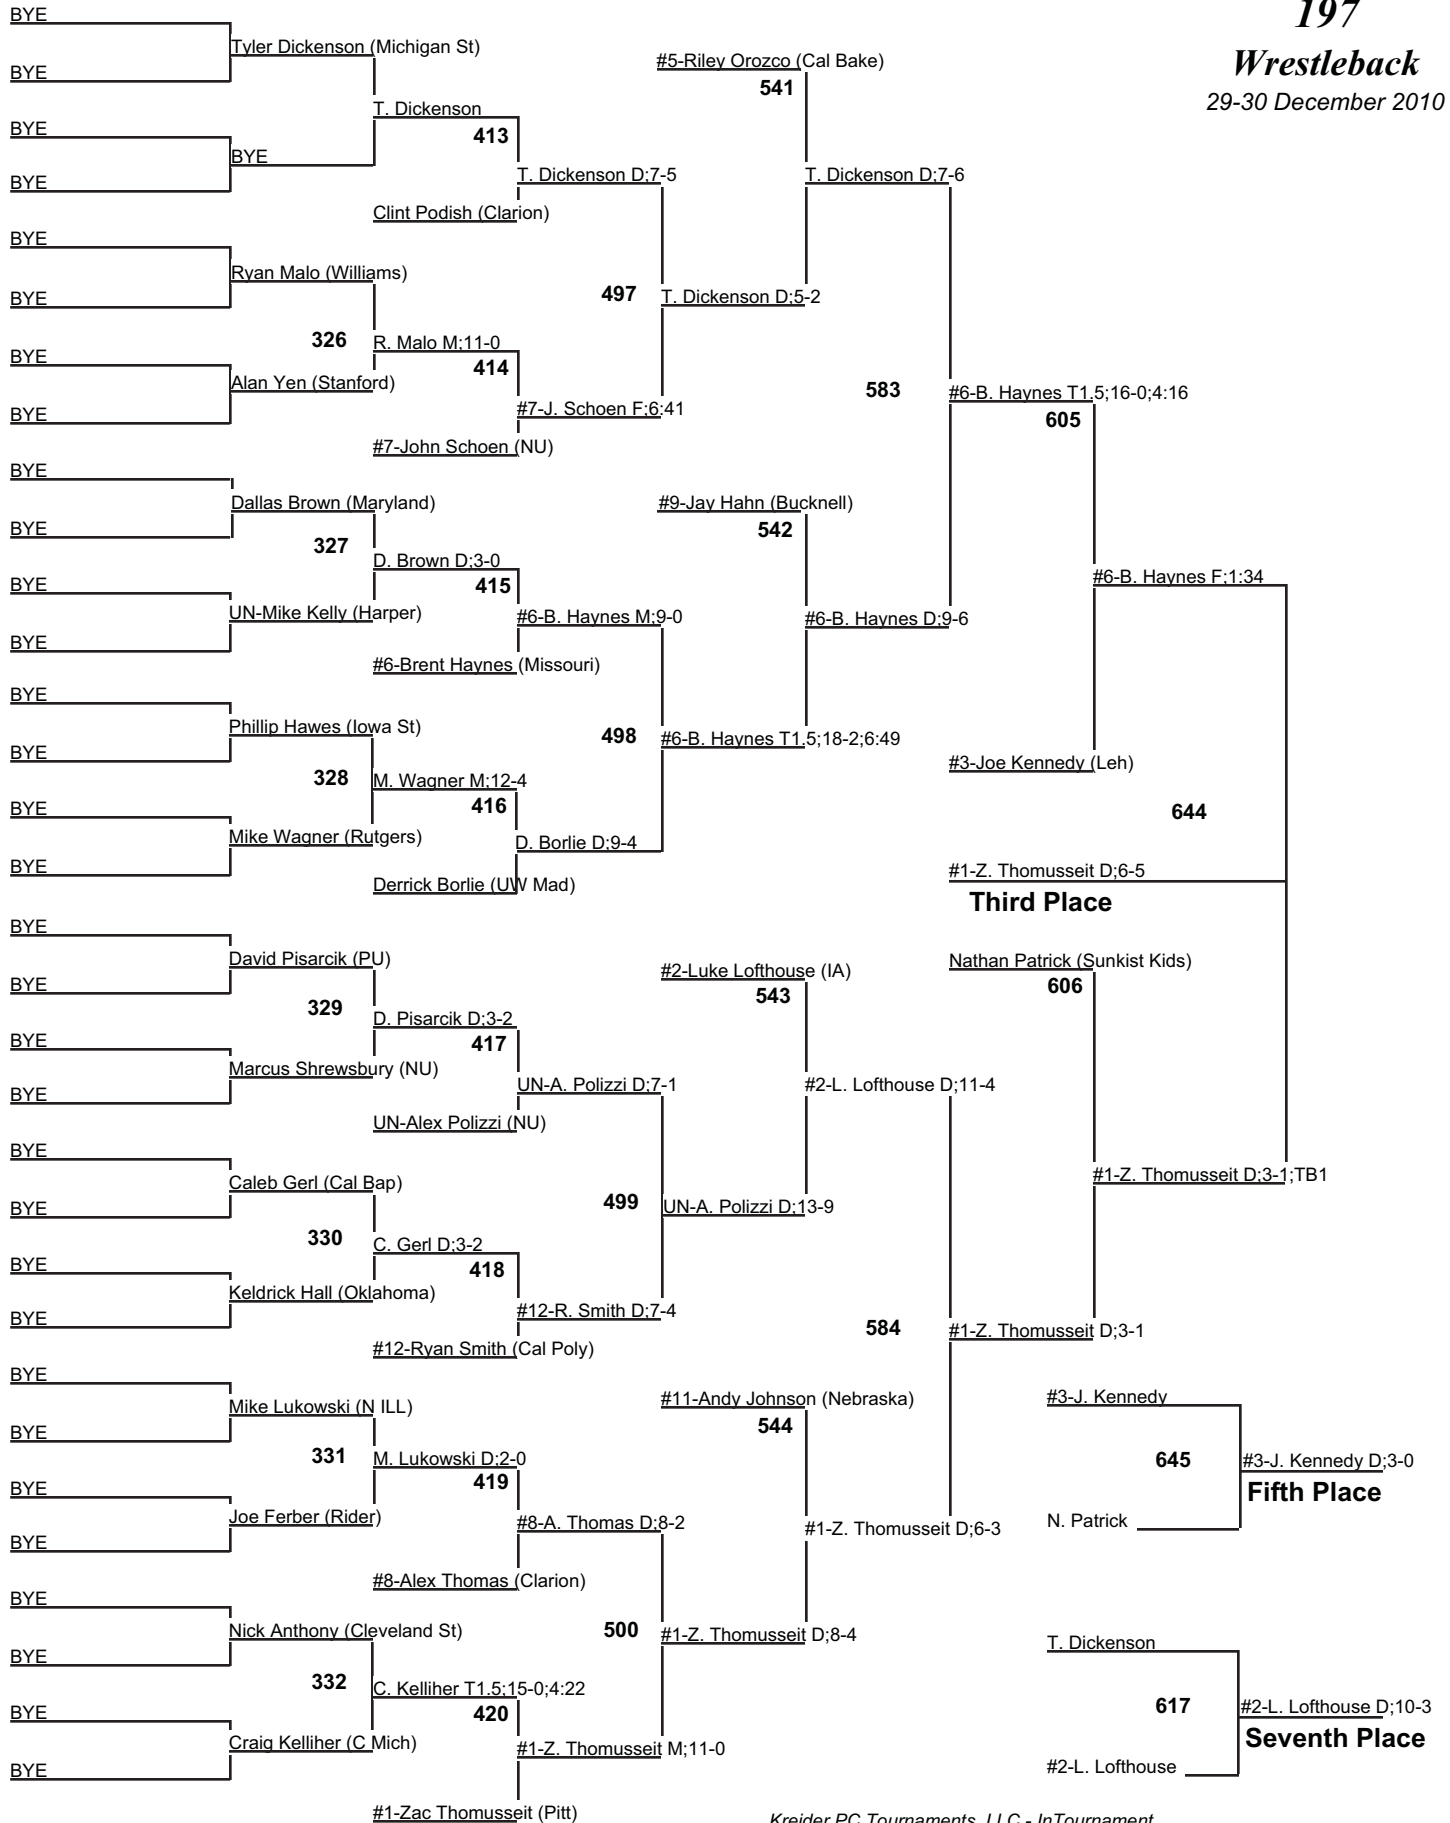 197
Wrestleback
29-30 December 2010
BYE
Tyler Dickenson (Michigan St)
#5-Riley Orozco (Cal Bake)
BYE
541
T. Dickenson
BYE
413
BYE
T. Dickenson D;7-5
T. Dickenson D;7-6
BYE
Clint Podish (Clarion)
BYE
Ryan Malo (Williams)
BYE
497
T. Dickenson D;5-2
326
R. Malo M;11-0
BYE
414
Alan Yen (Stanford)
583
#6-B. Haynes T1.5;16-0;4:16
BYE
#7-J. Schoen F;6:41
605
#7-John Schoen (NU)
BYE
Dallas Brown (Maryland)
#9-Jay Hahn (Bucknell)
BYE
542
327
D. Brown D;3-0
#6-B. Haynes F;1:34
BYE
415
UN-Mike Kelly (Harper)
#6-B. Haynes M;9-0
#6-B. Haynes D;9-6
BYE
#6-Brent Haynes (Missouri)
BYE
Phillip Hawes (Iowa St)
498
#6-B. Haynes T1.5;18-2;6:49
BYE
#3-Joe Kennedy (Leh)
328
M. Wagner M;12-4
BYE
416
644
Mike Wagner (Rutgers)
D. Borlie D;9-4
BYE
#1-Z. Thomusseit D;6-5
Derrick Borlie (UW Mad)
Third Place
BYE
David Pisarcik (PU)
Nathan Patrick (Sunkist Kids)
#2-Luke Lofthouse (IA)
BYE
606
543
329
D. Pisarcik D;3-2
BYE
417
Marcus Shrewsbury (NU)
UN-A. Polizzi D;7-1
#2-L. Lofthouse D;11-4
BYE
UN-Alex Polizzi (NU)
BYE
#1-Z. Thomusseit D;3-1;TB1
Caleb Gerl (Cal Bap)
499
UN-A. Polizzi D;13-9
BYE
330
C. Gerl D;3-2
BYE
418
Keldrick Hall (Oklahoma)
#12-R. Smith D;7-4
BYE
584
#1-Z. Thomusseit D;3-1
#12-Ryan Smith (Cal Poly)
BYE
#3-J. Kennedy
#11-Andy Johnson (Nebraska)
Mike Lukowski (N ILL)
BYE
544
331
M. Lukowski D;2-0
645
#3-J. Kennedy D;3-0
BYE
419
Fifth Place
Joe Ferber (Rider)
#8-A. Thomas D;8-2
N. Patrick
#1-Z. Thomusseit D;6-3
BYE
#8-Alex Thomas (Clarion)
BYE
Nick Anthony (Cleveland St)
500
#1-Z. Thomusseit D;8-4
T. Dickenson
BYE
332
C. Kelliher T1.5;15-0;4:22
BYE
420
617
#2-L. Lofthouse D;10-3
Craig Kelliher (C Mich)
#1-Z. Thomusseit M;11-0
Seventh Place
BYE
#2-L. Lofthouse
#1-Zac Thomusseit (Pitt)
Kreider PC Tournaments, LLC - InTournament